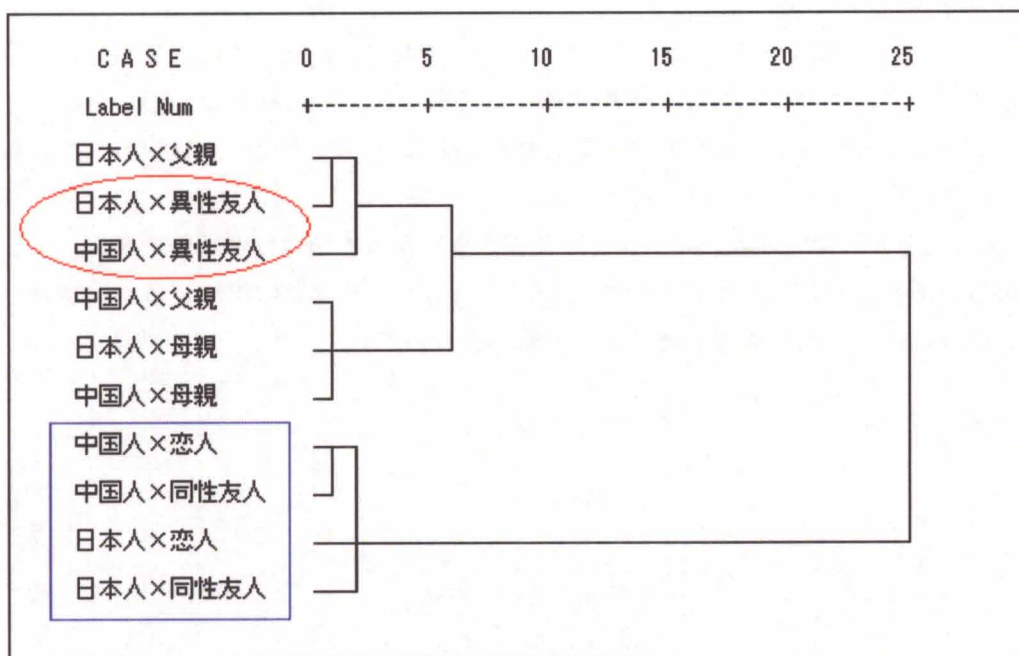 C A S E 0 5 10 15 20 25
Label Num +---------+---------+---------+---------+---------+
日本人×父親
日本人×異性友人
中国人×異性友人
中国人×父親
日本人×母親
中国人×母親
中国人×恋人
中国人×同性友人
日本人×恋人
日本人×同性友人